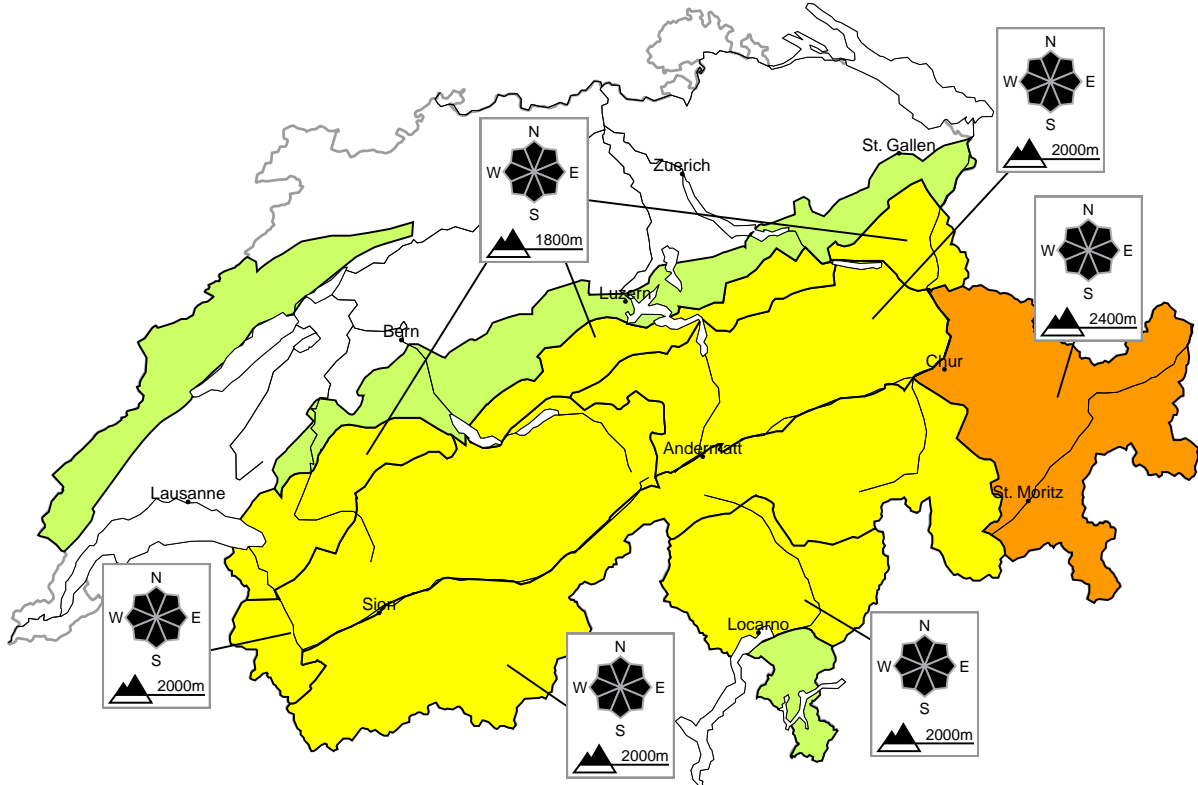 N
W E
S
2000m
N
W E
S
1800m
St. Gallen
Zuerich
N
W E
S
2400m
Luzern
Bern
Chur
Andermatt
Lausanne
St. Moritz
N
W E
S
2000m
Sion
Locarno
N
W E
S
2000m
N
W E
S
2000m